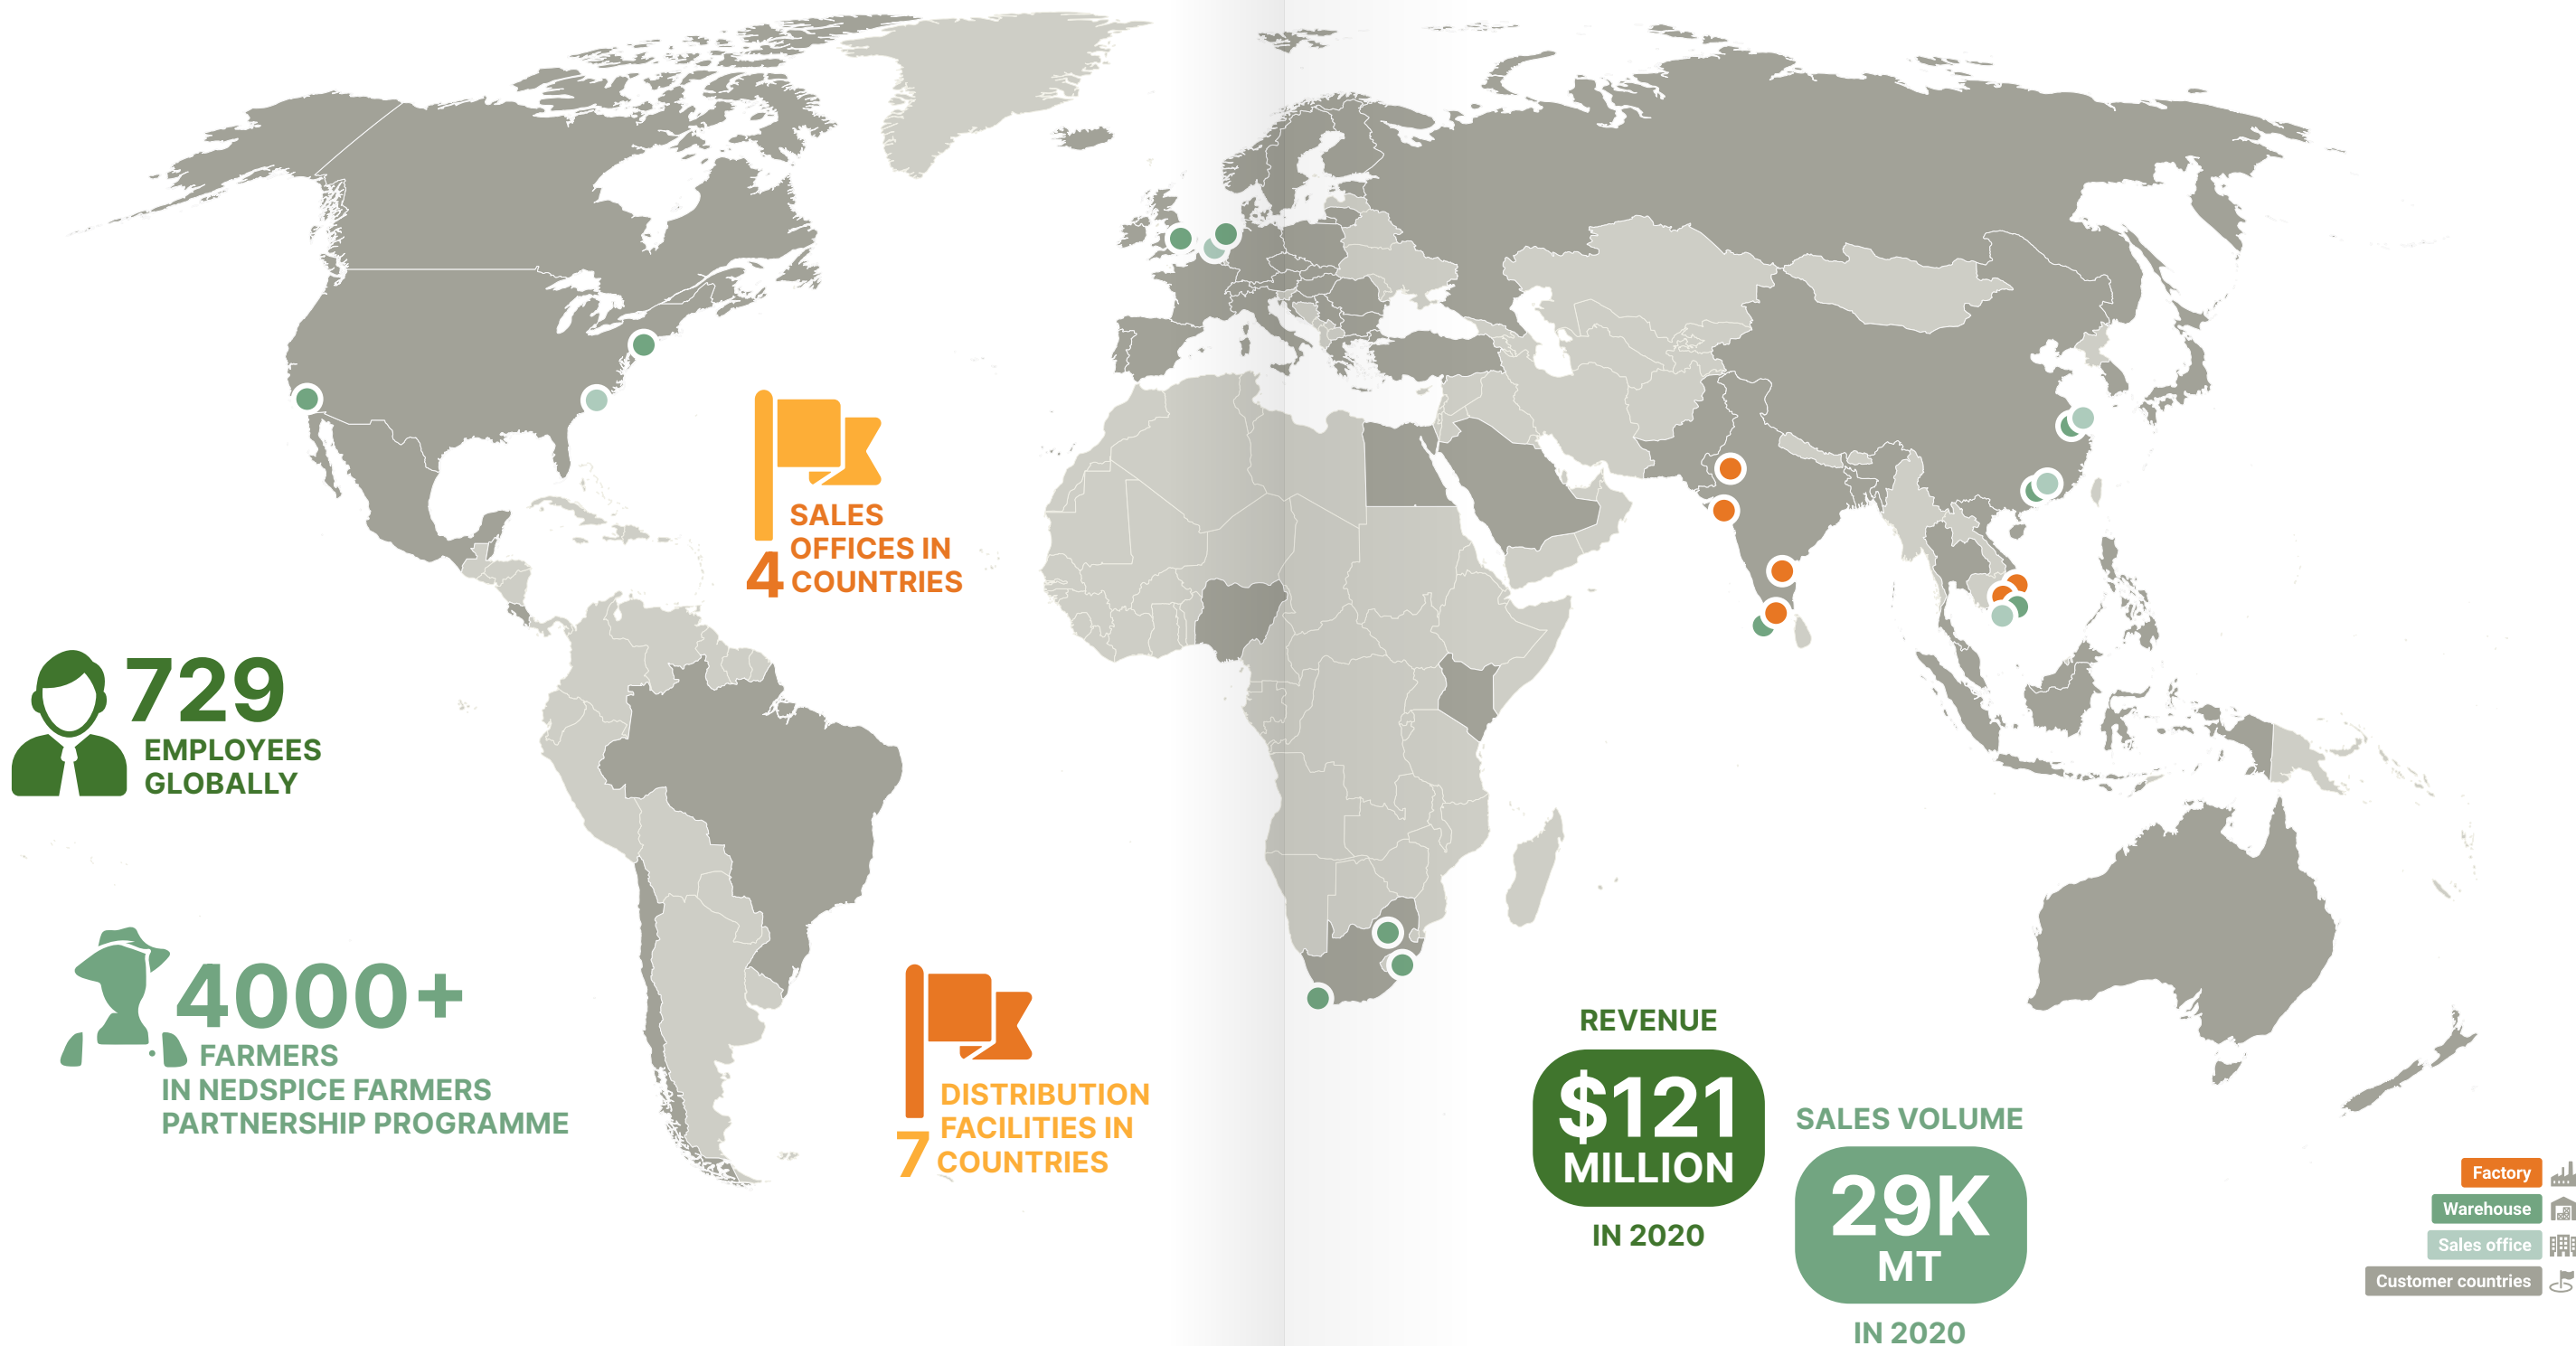 SALES
OFFICES IN
4 COUNTRIES
729
EMPLOYEES
GLOBALLY
4000+
FARMERS
IN NEDSPICE FARMERS
PARTNERSHIP PROGRAMME
DISTRIBUTION
FACILITIES IN
7 COUNTRIES
REVENUE
$121
MILLION
IN 2020
SALES VOLUME
29K
MT
IN 2020
Factory
Warehouse
Sales office
Customer countries